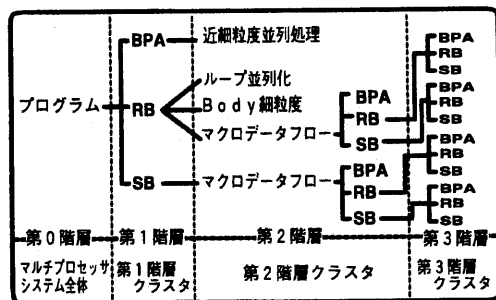 BPA 近細粒度並列処理
ループ並列化
プログラム RB Body細粒度
マクロデータフロー
SB マクロデータフロー
BPA
RB
SB
BPA
RB
SB
BPA
RB
SB
BPA
RB
SB
BPA
RB
SB
BPA
RB
SB
第0階層 第1階層 第2階層 第3階層
マルチプロセッサ
システム全体
第1階層
クラスタ
第2階層クラスタ
第3階層
クラスタ